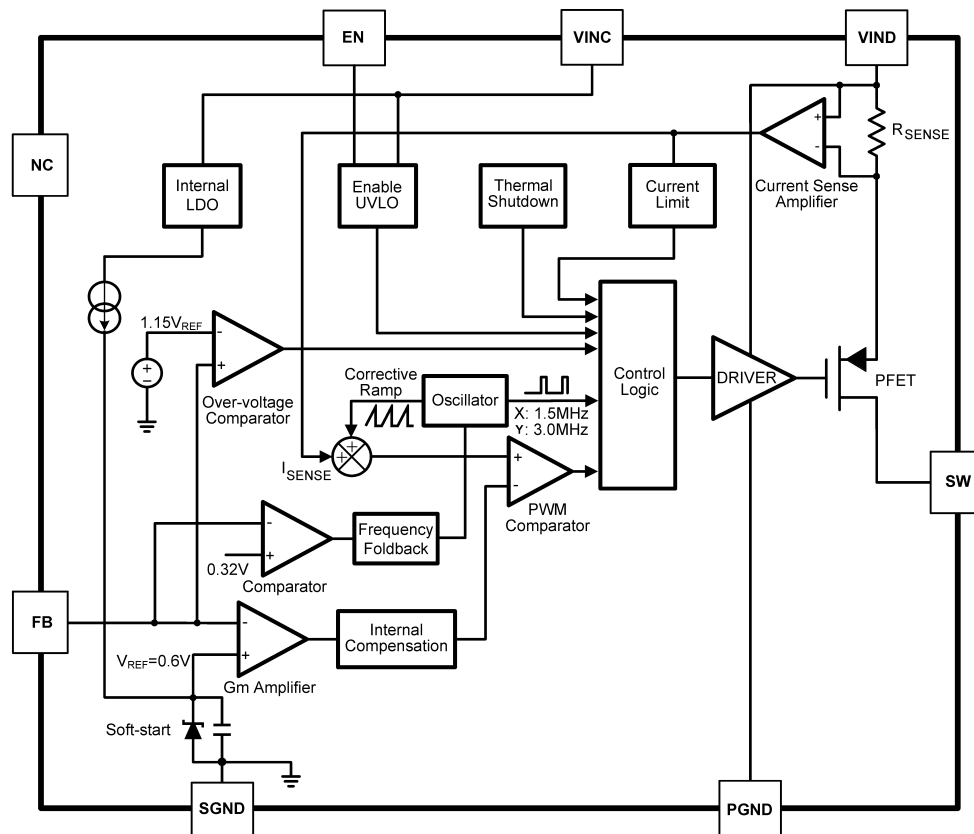 EN
VINC
VIND
NC
Internal
LDO
Enable
UVLO
Thermal
Shutdown
Current
Limit
+
-
Current Sense
Amplifier
RSENSE
1.15VREF
+
-
-
+
Over-voltage
Comparator
Corrective
Ramp
Oscillator
X: 1.5MHz
Y: 3.0MHz
Control
Logic
DRIVER
PFET
+
+
ISENSE
+
-
PWM
Comparator
SW
-
+
0.32V
Comparator
Frequency
Foldback
FB
-
+
VREF=0.6V
Gm Amplifier
Internal
Compensation
Soft-start
SGND
PGND